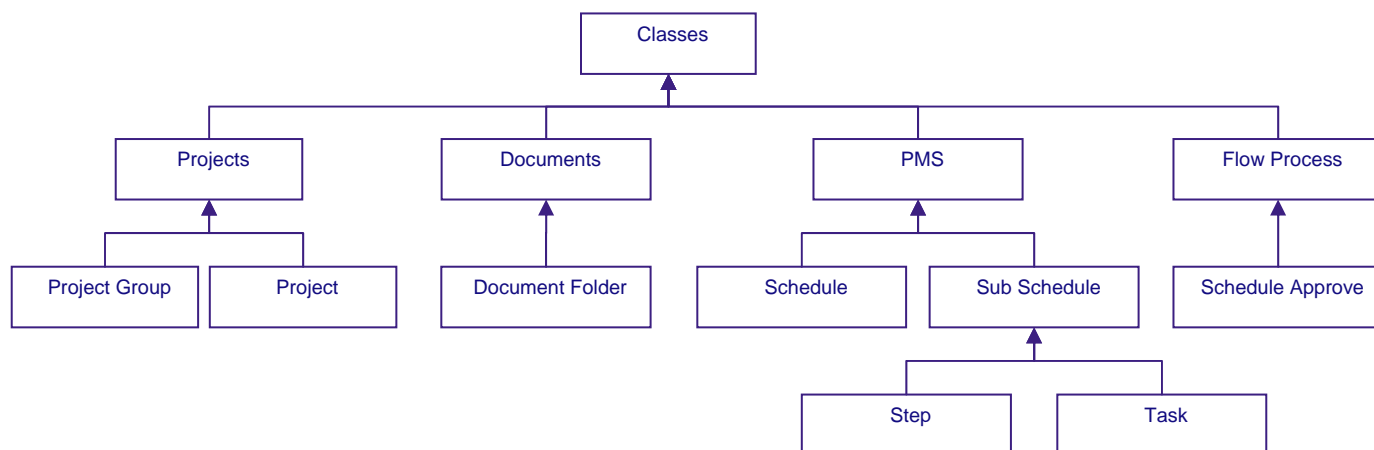 Classes
Projects
Documents
PMS
Flow Process
Project Group
Project
Document Folder
Schedule
Sub Schedule
Schedule Approve
Step
Task